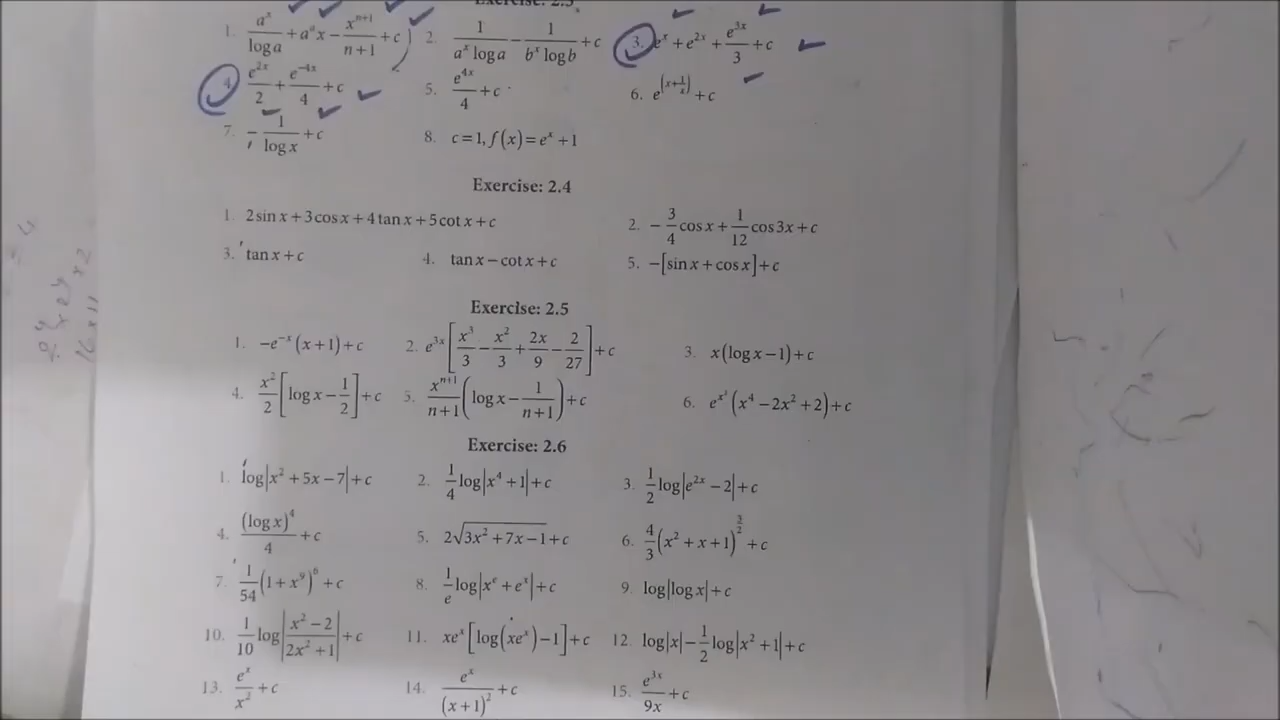 Exercise: 2.3
1. a^x/log a + a^a x − x^(n+1)/(n+1) + c 2. 1/(a^x log a) − 1/(b^x log b) + c 3. e^x + e^(2x) + e^(3x)/3 + c
4. e^(2x)/2 + e^(−4x)/4 + c 5. e^(4x)/4 + c 6. e^(x+1/x) + c
7. −1/log x + c 8. c = 1, f(x) = e^x + 1
Exercise: 2.4
1. 2 sin x + 3 cos x + 4 tan x + 5 cot x + c 2. −3/4 cos x + 1/12 cos 3x + c
3. tan x + c 4. tan x − cot x + c 5. −[sin x + cos x] + c
Exercise: 2.5
1. −e^(−x)(x+1) + c 2. e^(3x)[x^3/3 − x^2/3 + 2x/9 − 2/27] + c 3. x(log x − 1) + c
4. x^2/2 [log x − 1/2] + c 5. x^(n+1)/(n+1) (log x − 1/(n+1)) + c 6. e^(x^2)(x^4 − 2x^2 + 2) + c
Exercise: 2.6
1. log|x^2 + 5x − 7| + c 2. 1/4 log|x^4 + 1| + c 3. 1/2 log|e^(2x) − 2| + c
4. (log x)^4/4 + c 5. 2√(3x^2 + 7x − 1) + c 6. 4/3 (x^2 + x + 1)^(3/2) + c
7. 1/54 (1 + x^9)^6 + c 8. 1/e log|x^e + e^x| + c 9. log|log x| + c
10. 1/10 log|(x^2 − 2)/(2x^2 + 1)| + c 11. xe^x[log(xe^x) − 1] + c 12. log|x| − 1/2 log|x^2 + 1| + c
13. e^x/x^2 + c 14. e^x/(x+1)^2 + c 15. e^(3x)/9x + c